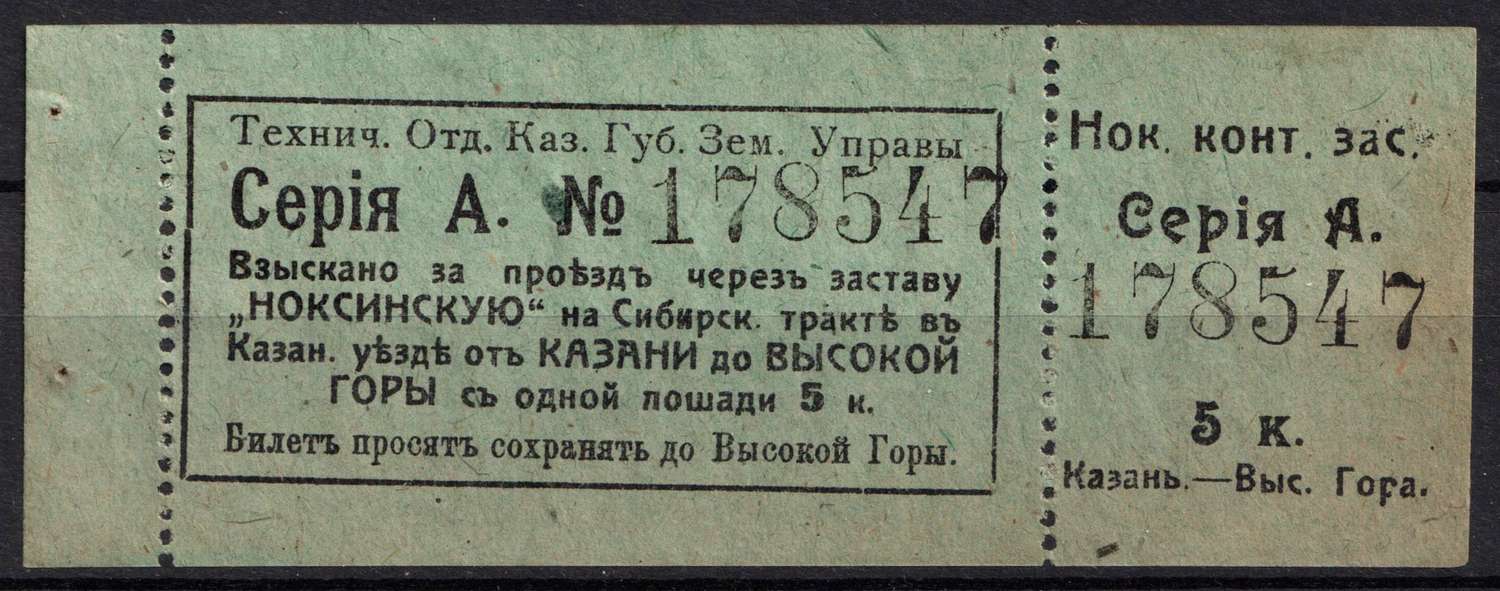 Технич. Отд. Каз. Губ. Зем. Управы
Серія А. № 178547
Взыскано за проѣздъ черезъ заставу
„НОКСИНСКУЮ“ на Сибирск. трактѣ въ
Казан. уѣздѣ отъ КАЗАНИ до ВЫСОКОЙ
ГОРЫ съ одной лошади 5 к.
Билетъ просятъ сохранять до Высокой Горы.
Нок. конт. зас.
Серія А.
178547
5 к.
Казань.—Выс. Гора.